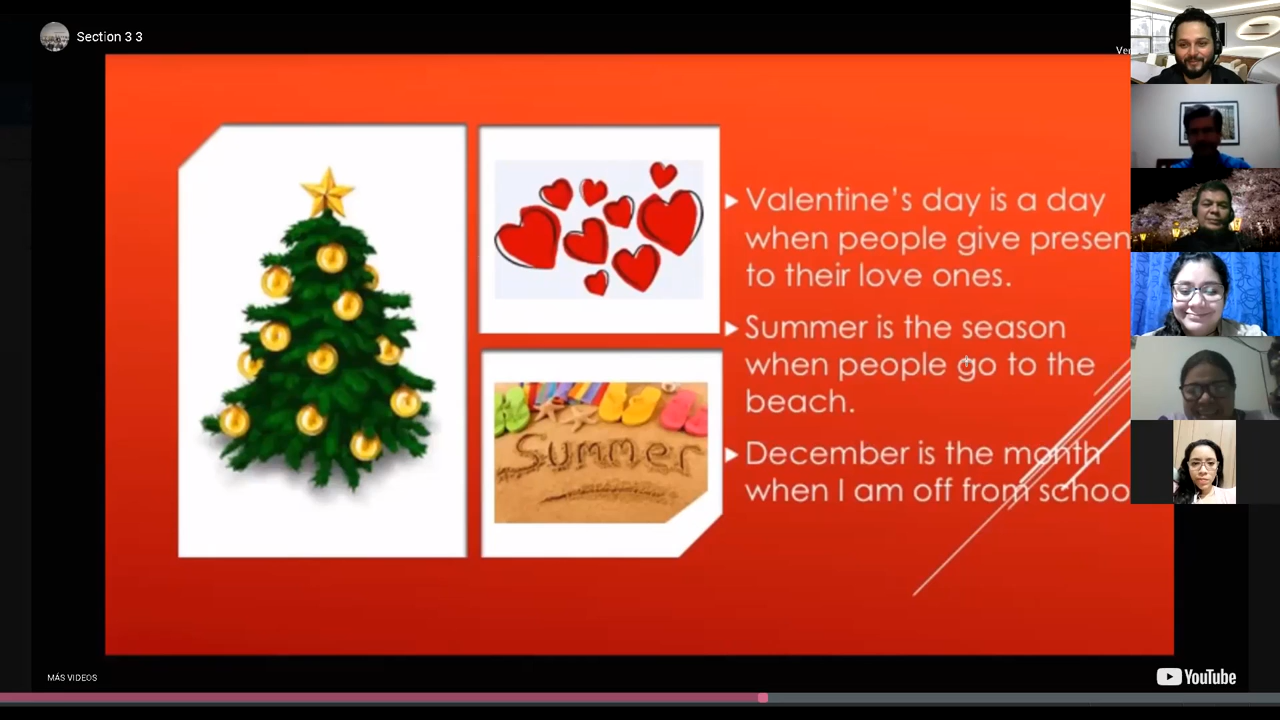 Section 3 3
Valentine's day is a day
when people give presen
to their love ones.
Summer is the season
when people go to the
beach.
December is the month
when I am off from schoo
Summer
MÁS VIDEOS
YouTube